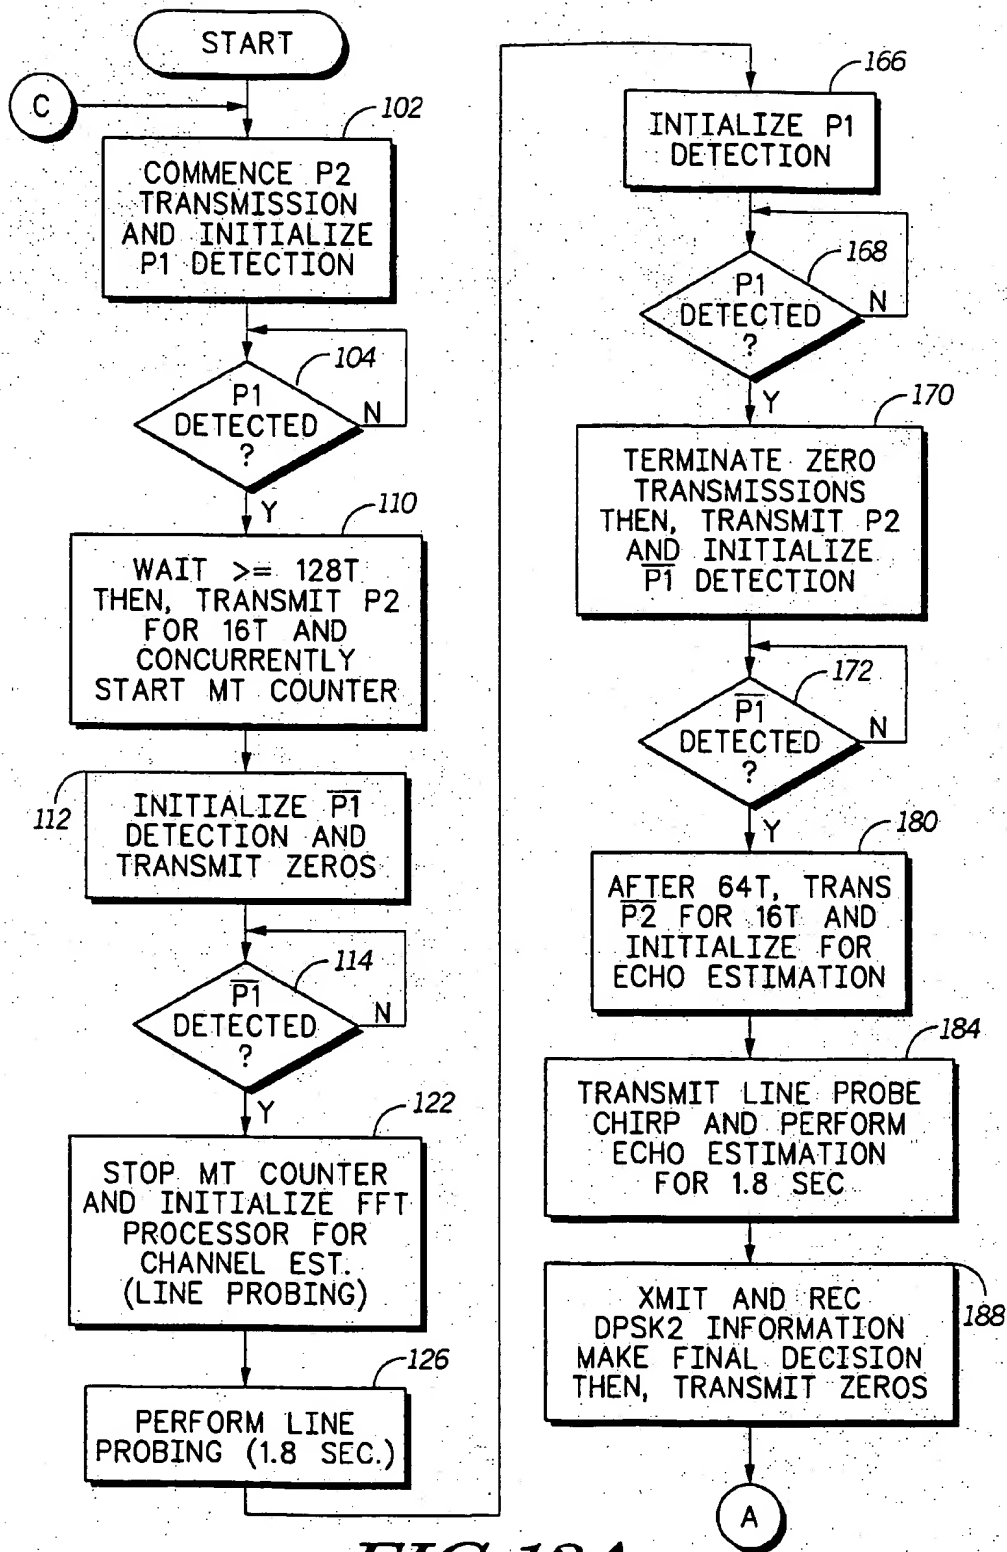 START
C
102
COMMENCE P2
TRANSMISSION
AND INITIALIZE
P1 DETECTION
104
P1
DETECTED
?
N
Y
110
WAIT >= 128T
THEN, TRANSMIT P2
FOR 16T AND
CONCURRENTLY
START MT COUNTER
112
INITIALIZE P̅1̅
DETECTION AND
TRANSMIT ZEROS
114
P̅1̅
DETECTED
?
N
Y
122
STOP MT COUNTER
AND INITIALIZE FFT
PROCESSOR FOR
CHANNEL EST.
(LINE PROBING)
126
PERFORM LINE
PROBING (1.8 SEC.)
166
INTIALIZE P1
DETECTION
168
P1
DETECTED
?
N
Y
170
TERMINATE ZERO
TRANSMISSIONS
THEN, TRANSMIT P2
AND INITIALIZE
P̅1̅ DETECTION
172
P̅1̅
DETECTED
?
N
Y
180
AFTER 64T, TRANS
P̅2̅ FOR 16T AND
INITIALIZE FOR
ECHO ESTIMATION
184
TRANSMIT LINE PROBE
CHIRP AND PERFORM
ECHO ESTIMATION
FOR 1.8 SEC
188
XMIT AND REC
DPSK2 INFORMATION
MAKE FINAL DECISION
THEN, TRANSMIT ZEROS
A